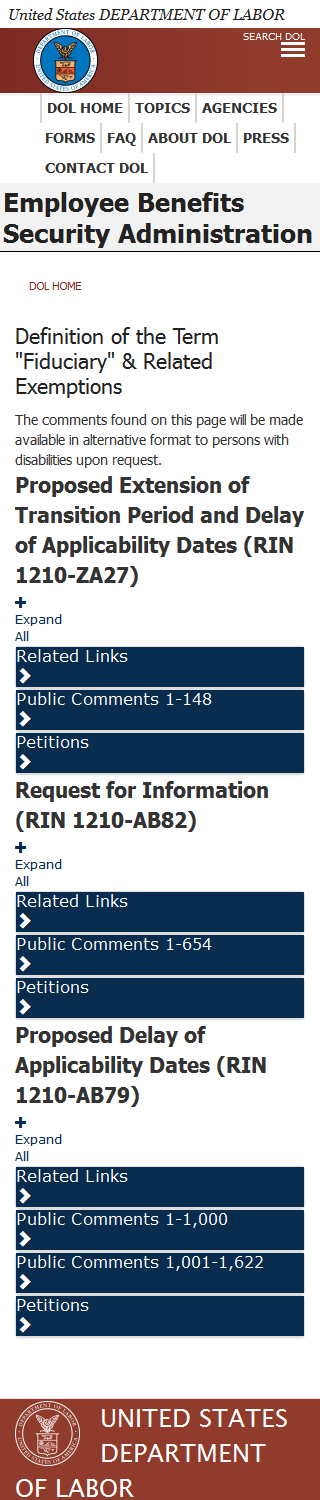 United States DEPARTMENT OF LABOR
SEARCH DOL
DOL HOME TOPICS AGENCIES
FORMS FAQ ABOUT DOL PRESS
CONTACT DOL
Employee Benefits
Security Administration
DOL HOME
Definition of the Term
"Fiduciary" & Related
Exemptions
The comments found on this page will be made
available in alternative format to persons with
disabilities upon request.
Proposed Extension of
Transition Period and Delay
of Applicability Dates (RIN
1210-ZA27)
Expand
All
Related Links
Public Comments 1-148
Petitions
Request for Information
(RIN 1210-AB82)
Expand
All
Related Links
Public Comments 1-654
Petitions
Proposed Delay of
Applicability Dates (RIN
1210-AB79)
Expand
All
Related Links
Public Comments 1-1,000
Public Comments 1,001-1,622
Petitions
UNITED STATES
DEPARTMENT
OF LABOR